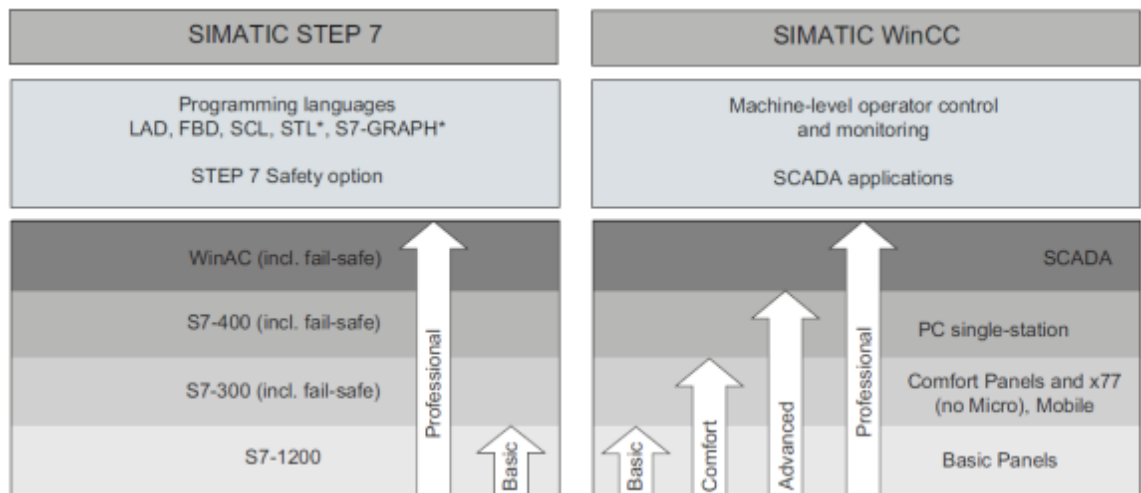 SIMATIC STEP 7
Programming languages
LAD, FBD, SCL, STL*, S7-GRAPH*
STEP 7 Safety option
WinAC (incl. fail-safe)
S7-400 (incl. fail-safe)
S7-300 (incl. fail-safe)
S7-1200
Professional
Basic
SIMATIC WinCC
Machine-level operator control
and monitoring
SCADA applications
Basic
Comfort
Advanced
Professional
SCADA
PC single-station
Comfort Panels and x77
(no Micro), Mobile
Basic Panels